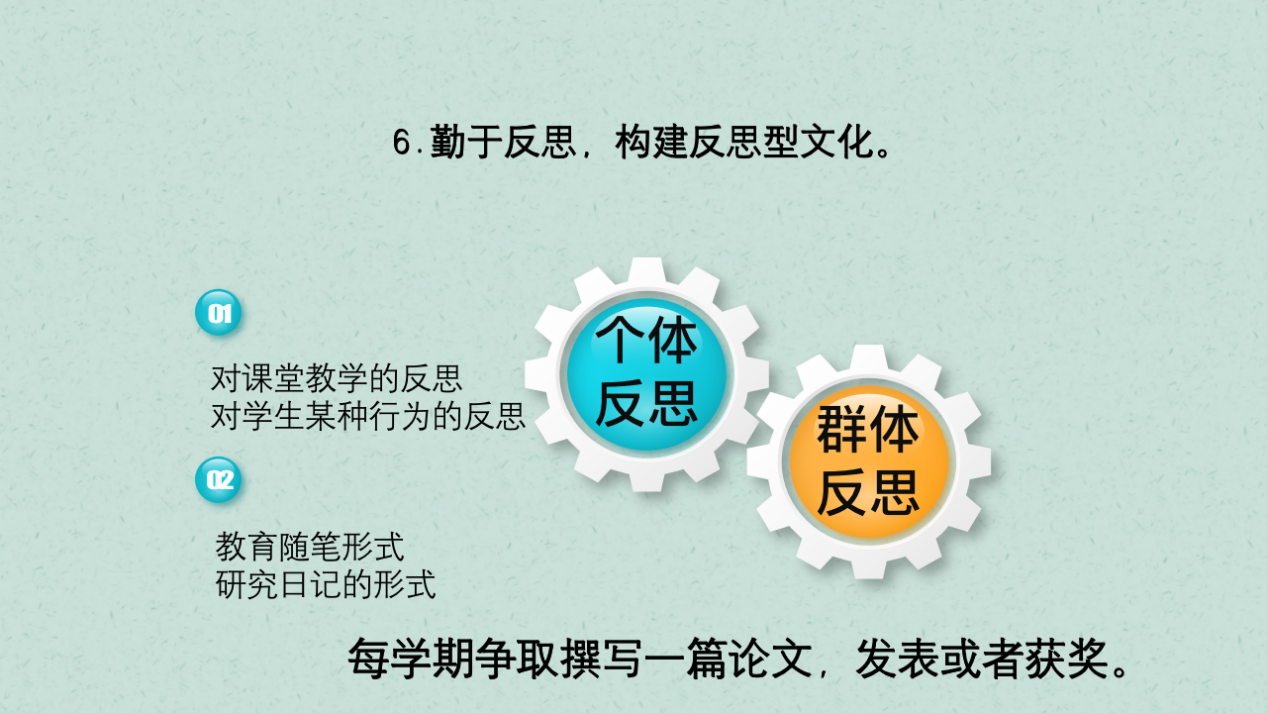 6.勤于反思，构建反思型文化。
01
对课堂教学的反思
对学生某种行为的反思
02
教育随笔形式
研究日记的形式
个体
反思
群体
反思
每学期争取撰写一篇论文，发表或者获奖。